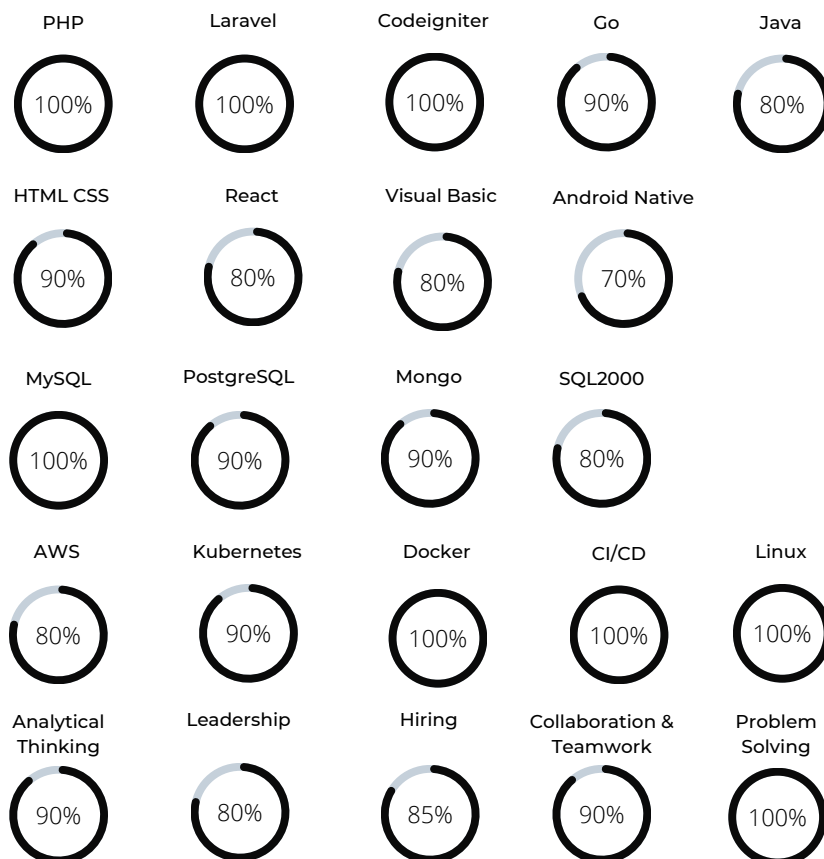 PHP
Laravel
Codeigniter
Go
Java
100%
100%
100%
90%
80%
HTML CSS
React
Visual Basic
Android Native
90%
80%
80%
70%
MySQL
PostgreSQL
Mongo
SQL2000
100%
90%
90%
80%
AWS
Kubernetes
Docker
CI/CD
Linux
80%
90%
100%
100%
100%
Analytical
Thinking
Leadership
Hiring
Collaboration &
Teamwork
Problem
Solving
90%
80%
85%
90%
100%